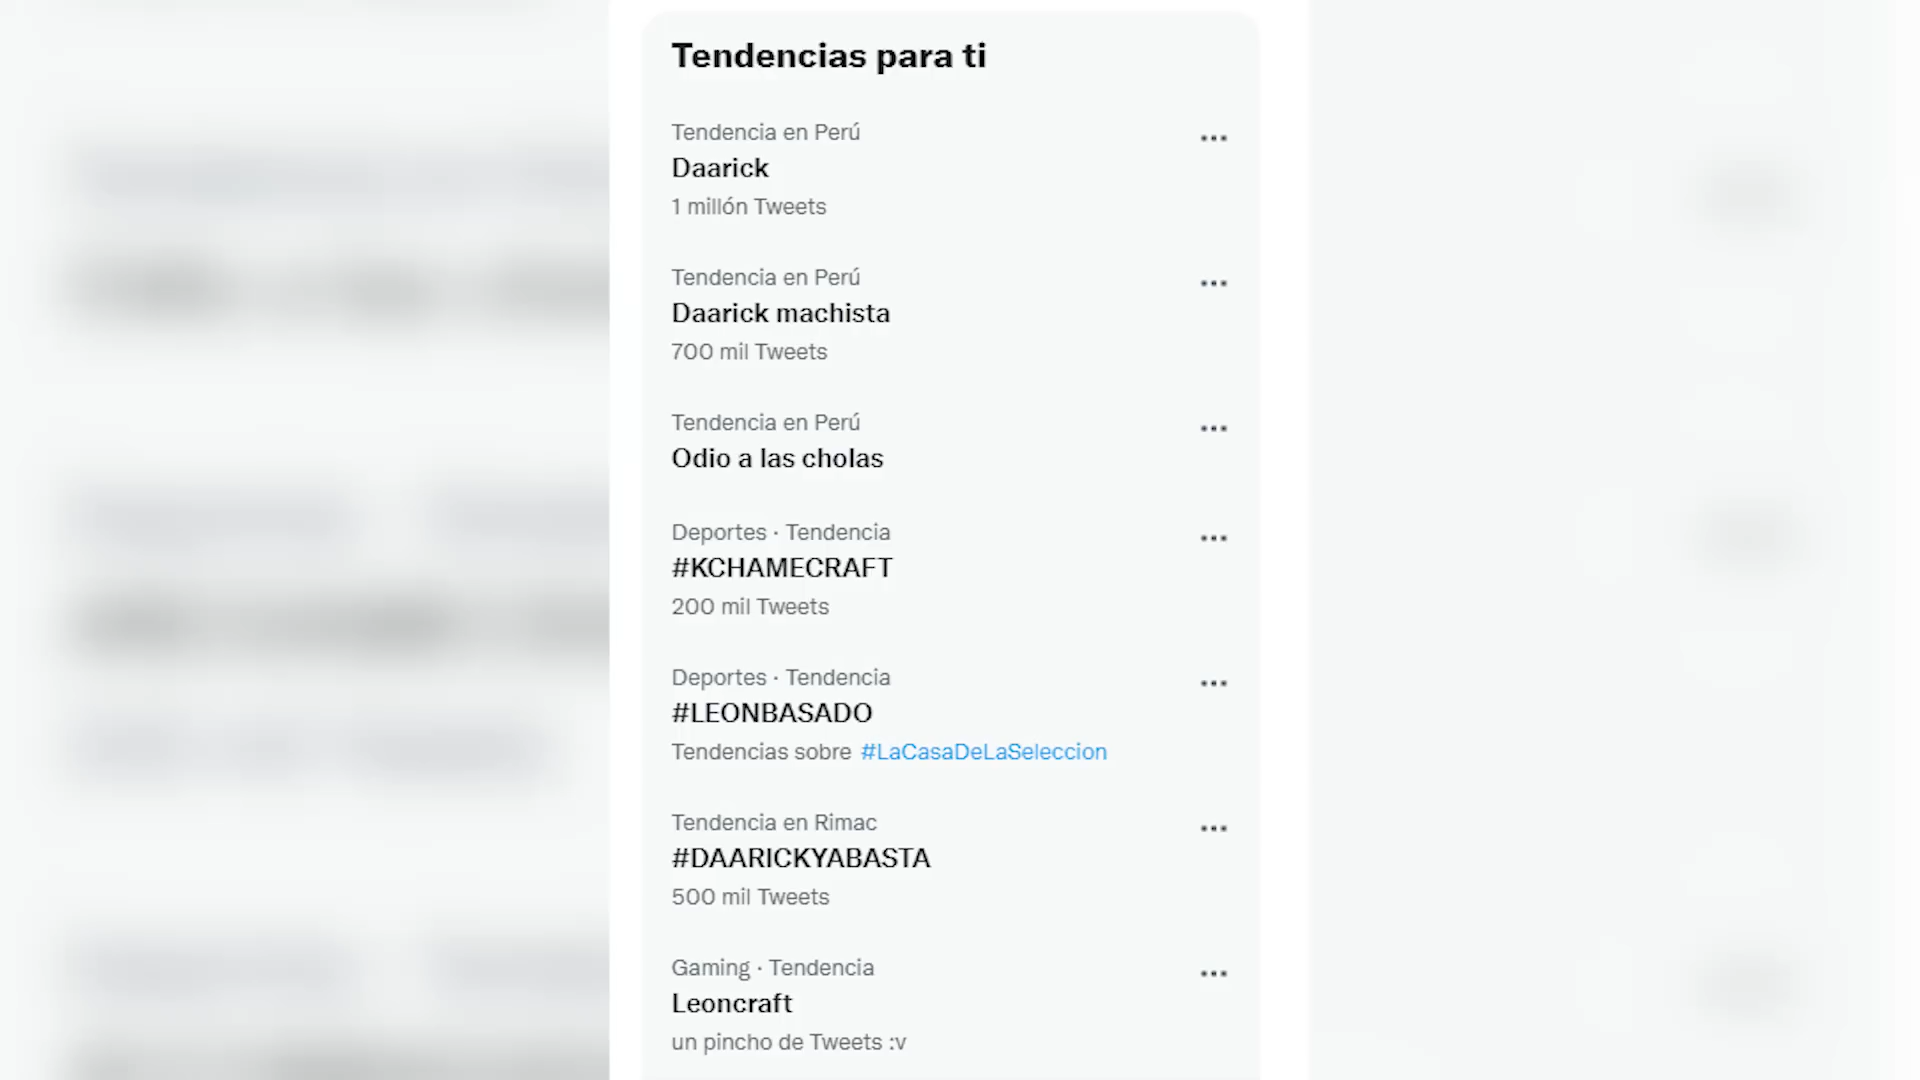 Tendencias para ti
Tendencia en Perú
Daarick
1 millón Tweets
Tendencia en Perú
Daarick machista
700 mil Tweets
Tendencia en Perú
Odio a las cholas
Deportes · Tendencia
#KCHAMECRAFT
200 mil Tweets
Deportes · Tendencia
#LEONBASADO
Tendencias sobre #LaCasaDeLaSeleccion
Tendencia en Rimac
#DAARICKYABASTA
500 mil Tweets
Gaming · Tendencia
Leoncraft
un pincho de Tweets :v